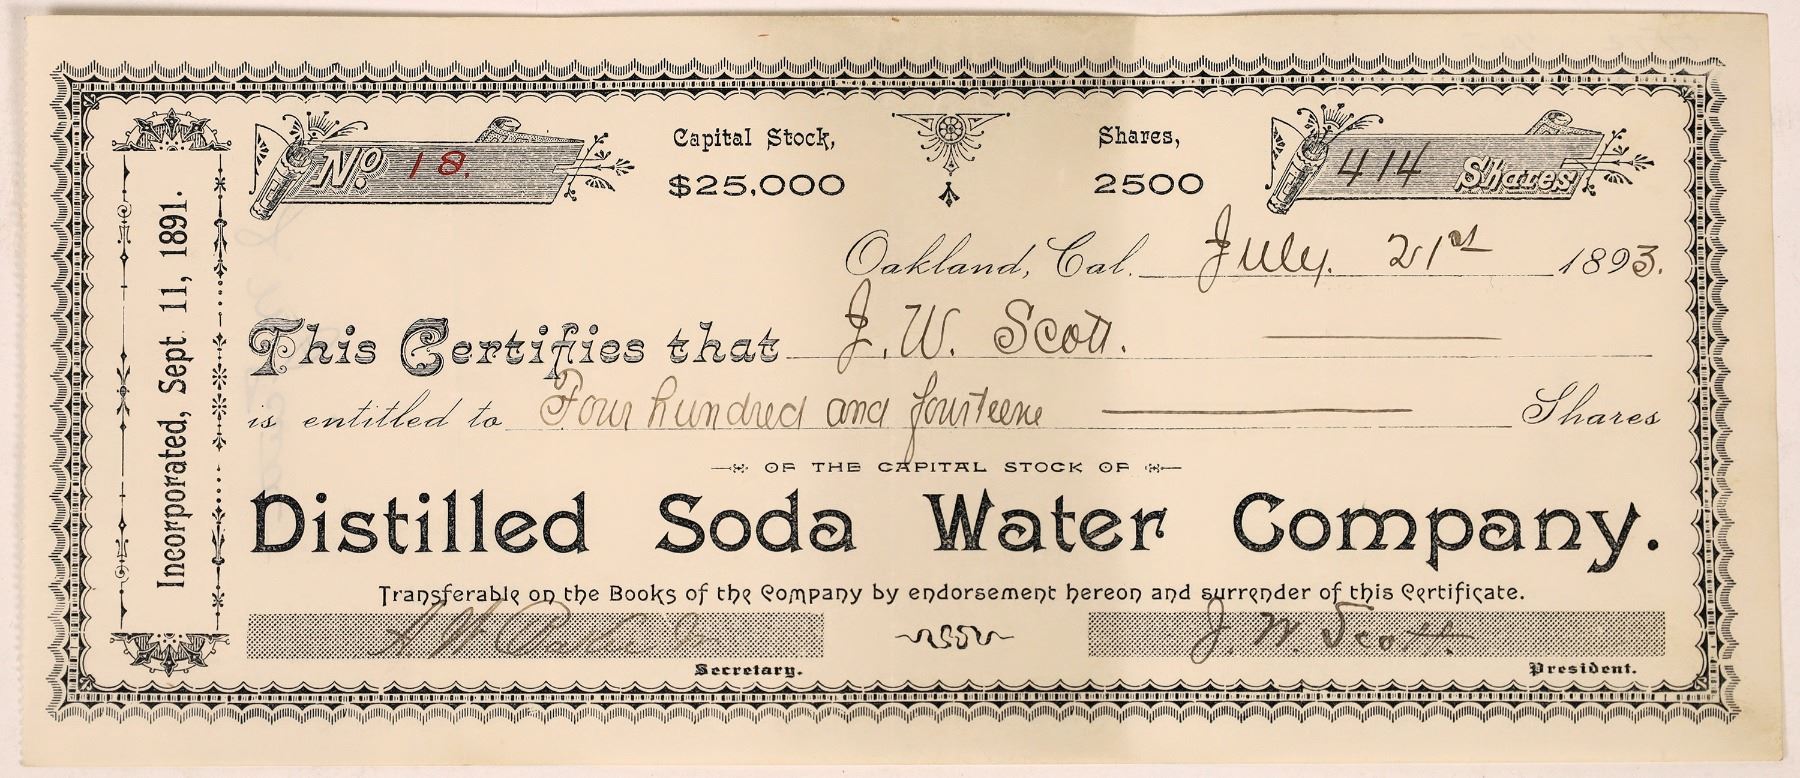 Incorporated, Sept 11, 1891.
No. 18.
Capital Stock,
$25,000
Shares,
2500
414 Shares
Oakland, Cal. July. 21st 1893.
This Certifies that J. W. Scott.
is entitled to Four hundred and fourteene Shares
OF THE CAPITAL STOCK OF
Distilled Soda Water Company.
Transferable on the Books of the Company by endorsement hereon and surrender of this Certificate.
J. W. Scott.
Secretary.
President.